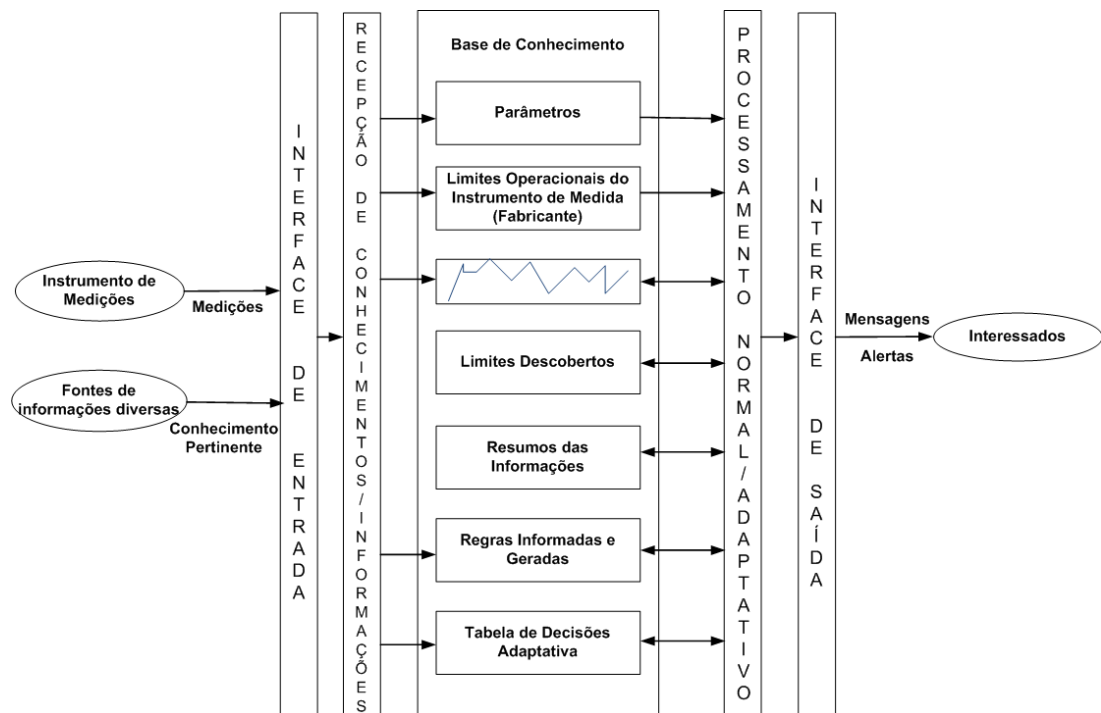 Instrumento de
Medições
Fontes de
informações diversas
Medições
Conhecimento
Pertinente
INTERFACE DE ENTRADA
RECEPÇÃO DE CONHECIMENTOS/INFORMAÇÕES
Base de Conhecimento
Parâmetros
Limites Operacionais do
Instrumento de Medida
(Fabricante)
Limites Descobertos
Resumos das
Informações
Regras Informadas e
Geradas
Tabela de Decisões
Adaptativa
PROCESSAMENTO NORMAL/ADAPTATIVO
INTERFACE DE SAÍDA
Mensagens
Alertas
Interessados